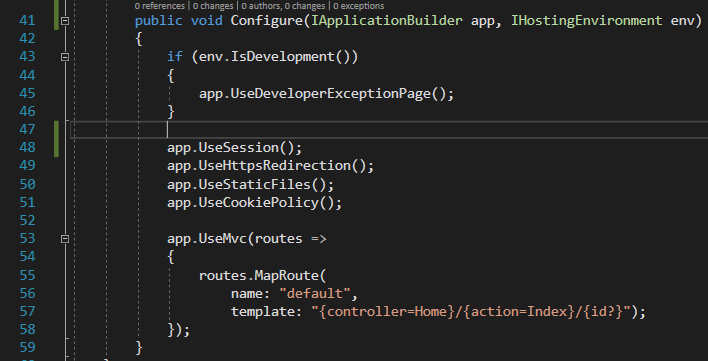 0 references | 0 changes | 0 authors, 0 changes | 0 exceptions
41 public void Configure(IApplicationBuilder app, IHostingEnvironment env)
42 {
43 if (env.IsDevelopment())
44 {
45 app.UseDeveloperExceptionPage();
46 }
47
48 app.UseSession();
49 app.UseHttpsRedirection();
50 app.UseStaticFiles();
51 app.UseCookiePolicy();
52
53 app.UseMvc(routes =>
54 {
55 routes.MapRoute(
56 name: "default",
57 template: "{controller=Home}/{action=Index}/{id?}");
58 });
59 }